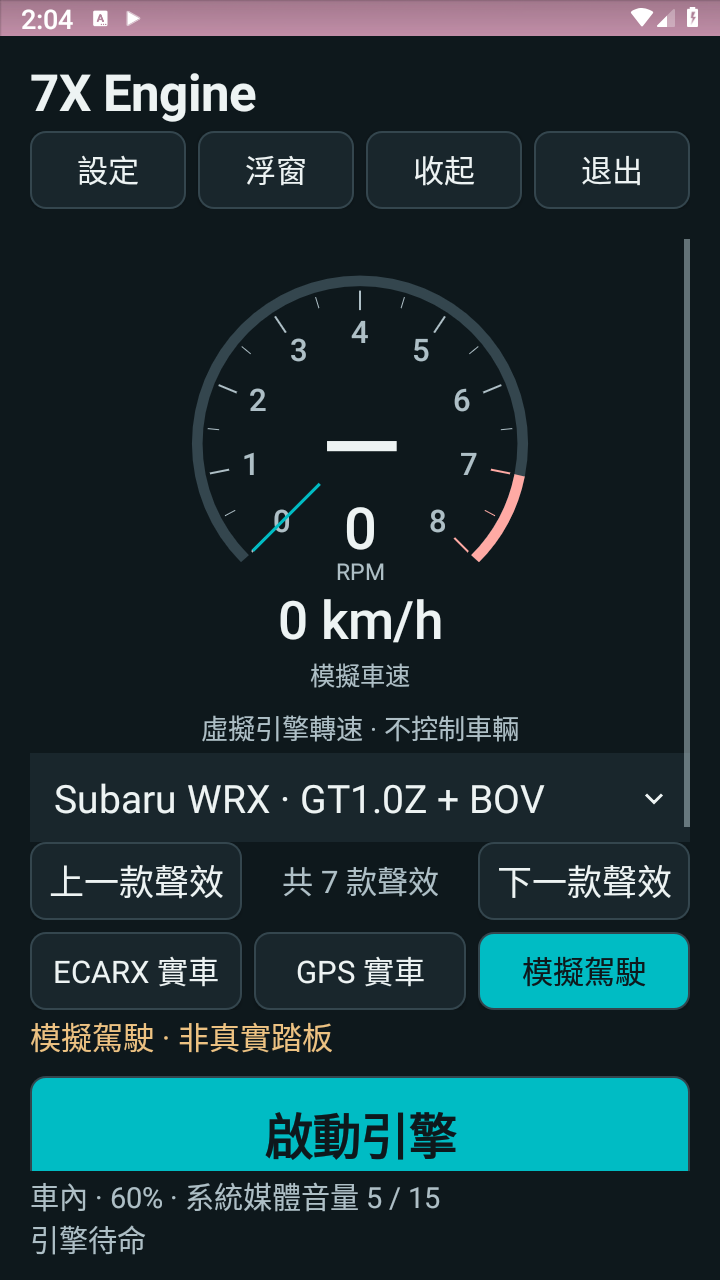 2:04
7X Engine
設定 浮窗 收起 退出
4
3 5
2 6
1 7
0 8
0
RPM
0 km/h
模擬車速
虛擬引擎轉速 · 不控制車輛
Subaru WRX · GT1.0Z + BOV
上一款聲效 共 7 款聲效 下一款聲效
ECARX 實車 GPS 實車 模擬駕駛
模擬駕駛 · 非真實踏板
啟動引擎
車內 · 60% · 系統媒體音量 5 / 15
引擎待命